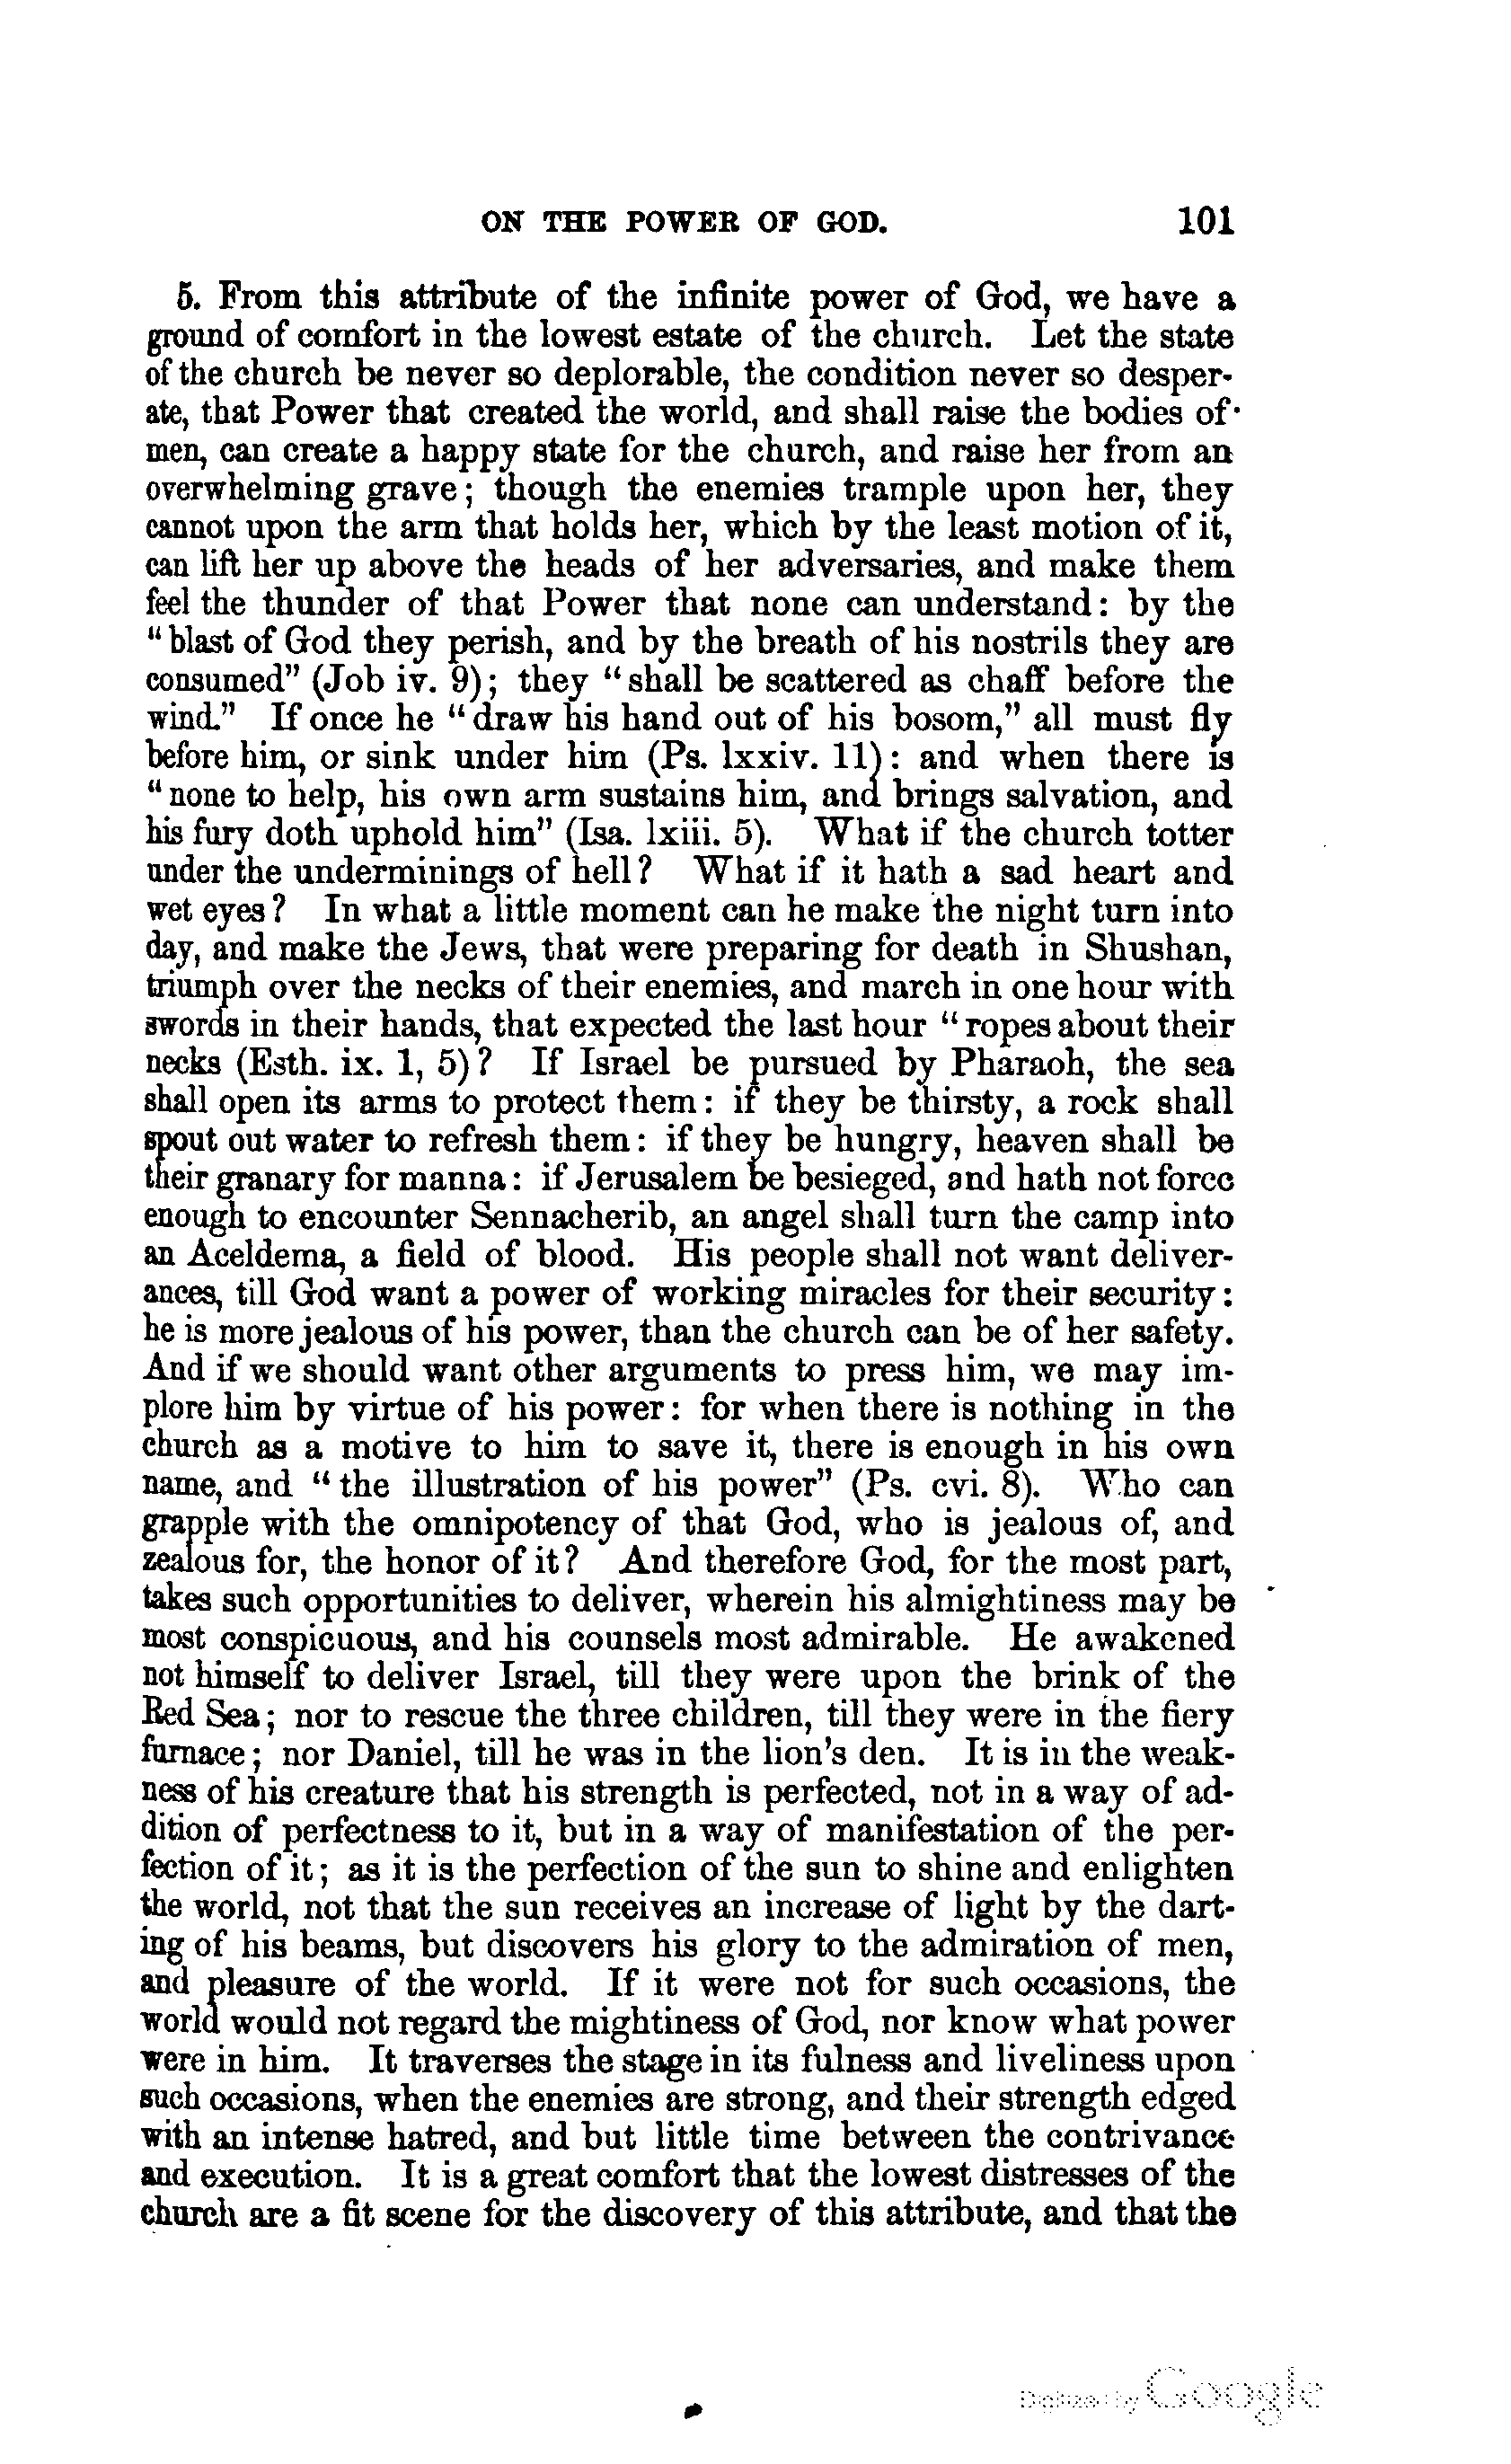 ON THE POWER OF GOD. 101
5. From this attribute of the infinite power of God, we have a
ground of comfort in the lowest estate of the church. Let the state
of the church be never so deplorable, the condition never so desper-
ate, that Power that created the world, and shall raise the bodies of
men, can create a happy state for the church, and raise her from an
overwhelming grave; though the enemies trample upon her, they
cannot upon the arm that holds her, which by the least motion of it,
can lift her up above the heads of her adversaries, and make them
feel the thunder of that Power that none can understand: by the
“blast of God they perish, and by the breath of his nostrils they are
consumed” (Job iv. 9); they “shall be scattered as chaff before the
wind.” If once he “draw his hand out of his bosom,” all must fly
before him, or sink under him (Ps. lxxiv. 11): and when there is
“none to help, his own arm sustains him, and brings salvation, and
his fury doth uphold him” (Isa. lxiii. 5). What if the church totter
under the underminings of hell? What if it hath a sad heart and
wet eyes? In what a little moment can he make the night turn into
day, and make the Jews, that were preparing for death in Shushan,
triumph over the necks of their enemies, and march in one hour with
swords in their hands, that expected the last hour “ropes about their
necks (Esth. ix. 1, 5)? If Israel be pursued by Pharaoh, the sea
shall open its arms to protect them: if they be thirsty, a rock shall
spout out water to refresh them: if they be hungry, heaven shall be
their granary for manna: if Jerusalem be besieged, and hath not force
enough to encounter Sennacherib, an angel shall turn the camp into
an Aceldema, a field of blood. His people shall not want deliver-
ances, till God want a power of working miracles for their security:
he is more jealous of his power, than the church can be of her safety.
And if we should want other arguments to press him, we may im-
plore him by virtue of his power: for when there is nothing in the
church as a motive to him to save it, there is enough in his own
name, and “the illustration of his power” (Ps. cvi. 8). Who can
grapple with the omnipotency of that God, who is jealous of, and
zealous for, the honor of it? And therefore God, for the most part,
takes such opportunities to deliver, wherein his almightiness may be
most conspicuous, and his counsels most admirable. He awakened
not himself to deliver Israel, till they were upon the brink of the
Red Sea; nor to rescue the three children, till they were in the fiery
furnace; nor Daniel, till he was in the lion's den. It is in the weak-
ness of his creature that his strength is perfected, not in a way of ad-
dition of perfectness to it, but in a way of manifestation of the per-
fection of it; as it is the perfection of the sun to shine and enlighten
the world, not that the sun receives an increase of light by the dart-
ing of his beams, but discovers his glory to the admiration of men,
and pleasure of the world. If it were not for such occasions, the
world would not regard the mightiness of God, nor know what power
were in him. It traverses the stage in its fulness and liveliness upon
such occasions, when the enemies are strong, and their strength edged
with an intense hatred, and but little time between the contrivance
and execution. It is a great comfort that the lowest distresses of the
church are a fit scene for the discovery of this attribute, and that the
Digitized by Google